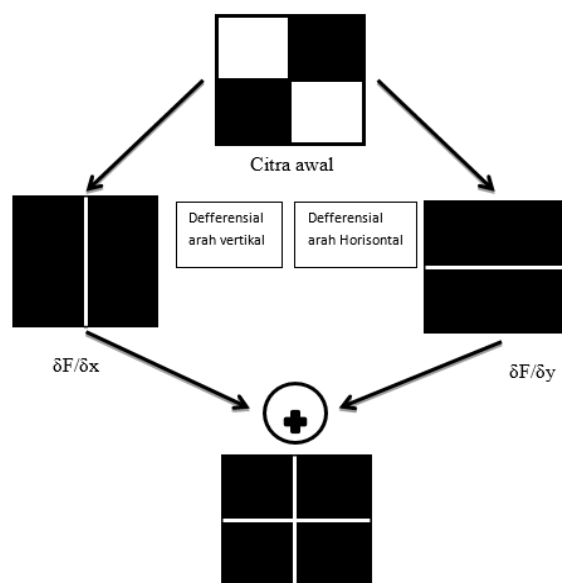 Citra awal
Defferensial
arah vertikal
Defferensial
arah Horisontal
δF/δx
δF/δy